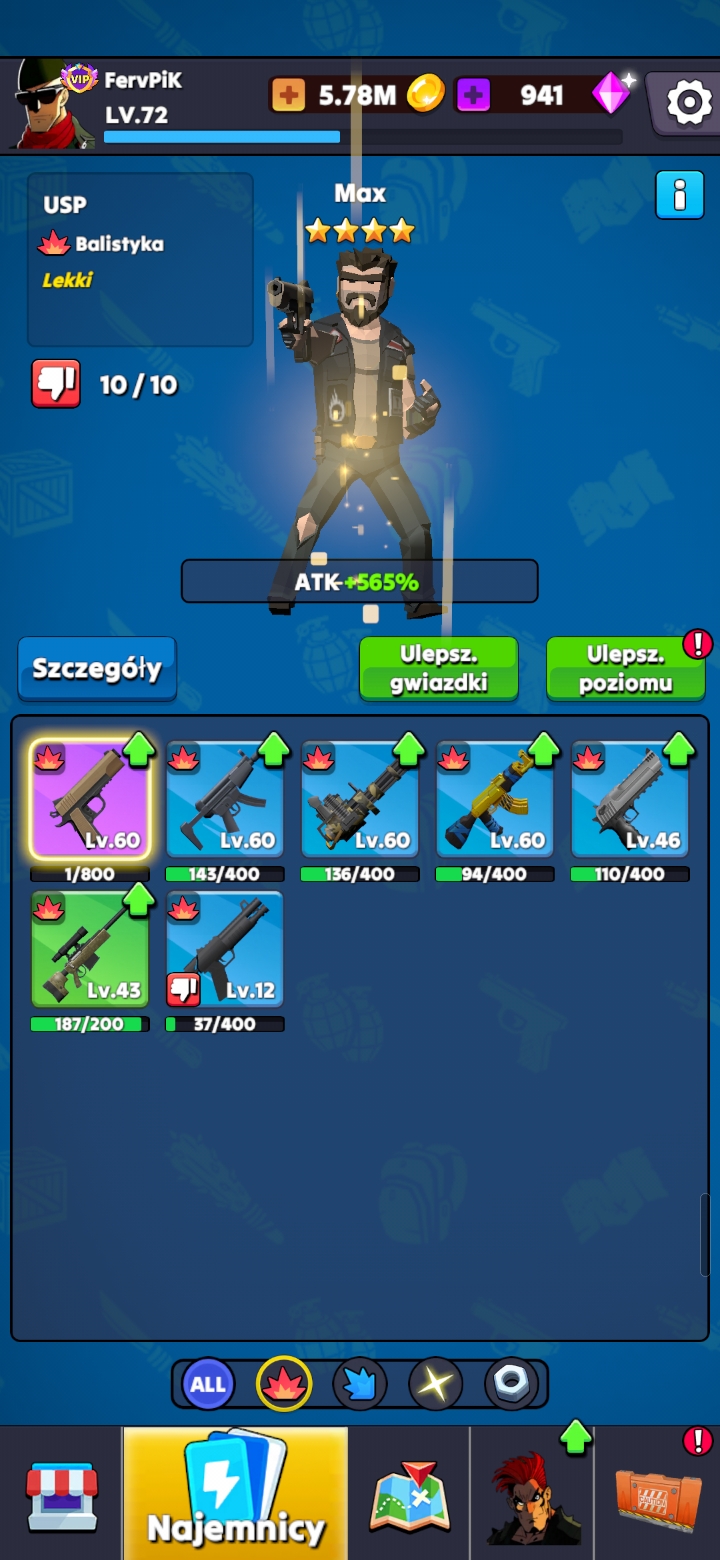 VIP
FervPiK
LV.72
5.78M
941
USP
Balistyka
Lekki
Max
10 / 10
ATK +565%
Szczegóły
Ulepsz.
gwiazdki
Ulepsz.
poziomu
Lv.60
Lv.60
Lv.60
Lv.60
Lv.46
1/800
143/400
136/400
94/400
110/400
Lv.43
Lv.12
187/200
37/400
ALL
Najemnicy
CAUTION